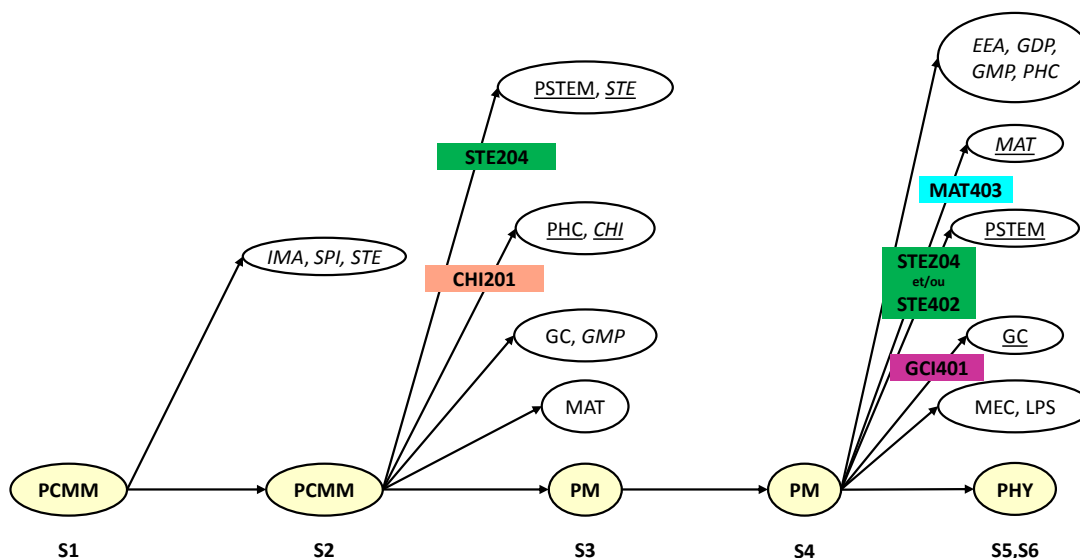 EEA, GDP,
GMP, PHC
PSTEM, STE
MAT
STE204
MAT403
PHC, CHI
PSTEM
IMA, SPI, STE
STEZ04
et/ou
STE402
CHI201
GC, GMP
GC
GCI401
MAT
MEC, LPS
PCMM
PCMM
PM
PM
PHY
S1
S2
S3
S4
S5,S6